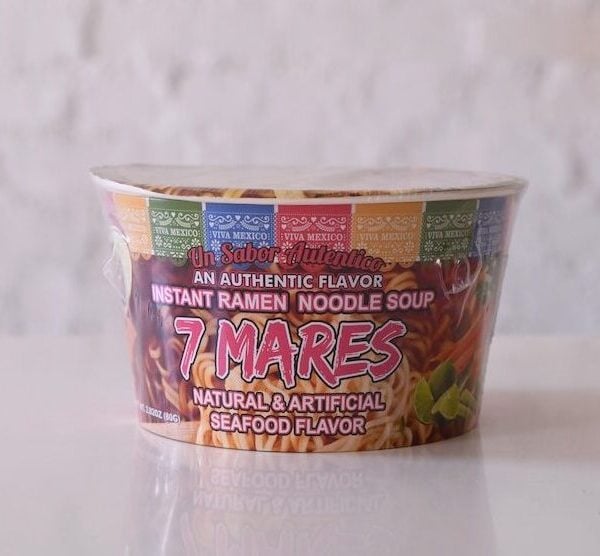 VIVA MEXICO VIVA MEXICO VIVA MEXICO VIVA MEXICO
Un Sabor Autentico
AN AUTHENTIC FLAVOR
INSTANT RAMEN NOODLE SOUP
7 MARES
NATURAL & ARTIFICIAL
SEAFOOD FLAVOR
(80G)